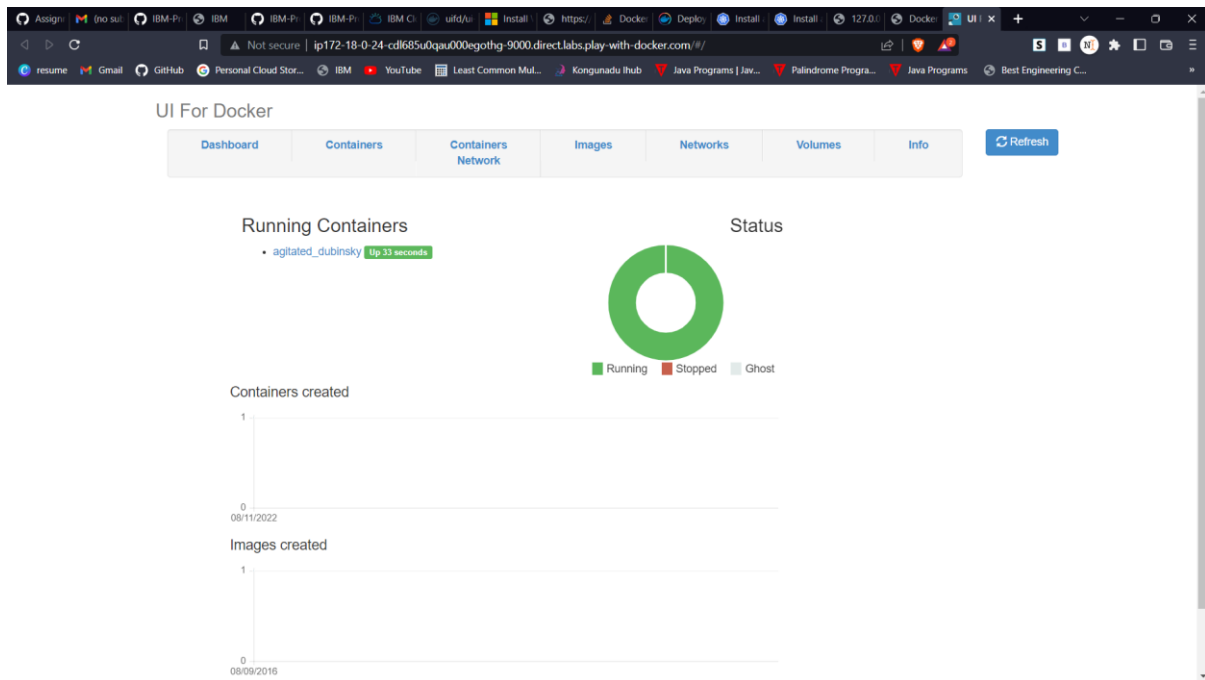 Assign (no sub IBM-Pr IBM IBM-Pr IBM-Pr IBM Cl uifd/ui Install \ https:// Docker Deploy Install Install 127.0.0 Docker UI
Not secure ip172-18-0-24-cdl685u0qau000egothg-9000.direct.labs.play-with-docker.com/#/
resume Gmail GitHub Personal Cloud Stor... IBM YouTube Least Common Mul... Kongunadu Ihub Java Programs | Jav... Palindrome Progra... Java Programs Best Engineering C... »
UI For Docker
Dashboard Containers Containers Network Images Networks Volumes Info Refresh
Running Containers
agitated_dubinsky Up 33 seconds
Status
Running Stopped Ghost
Containers created
1
0
08/11/2022
Images created
1
0
08/09/2016